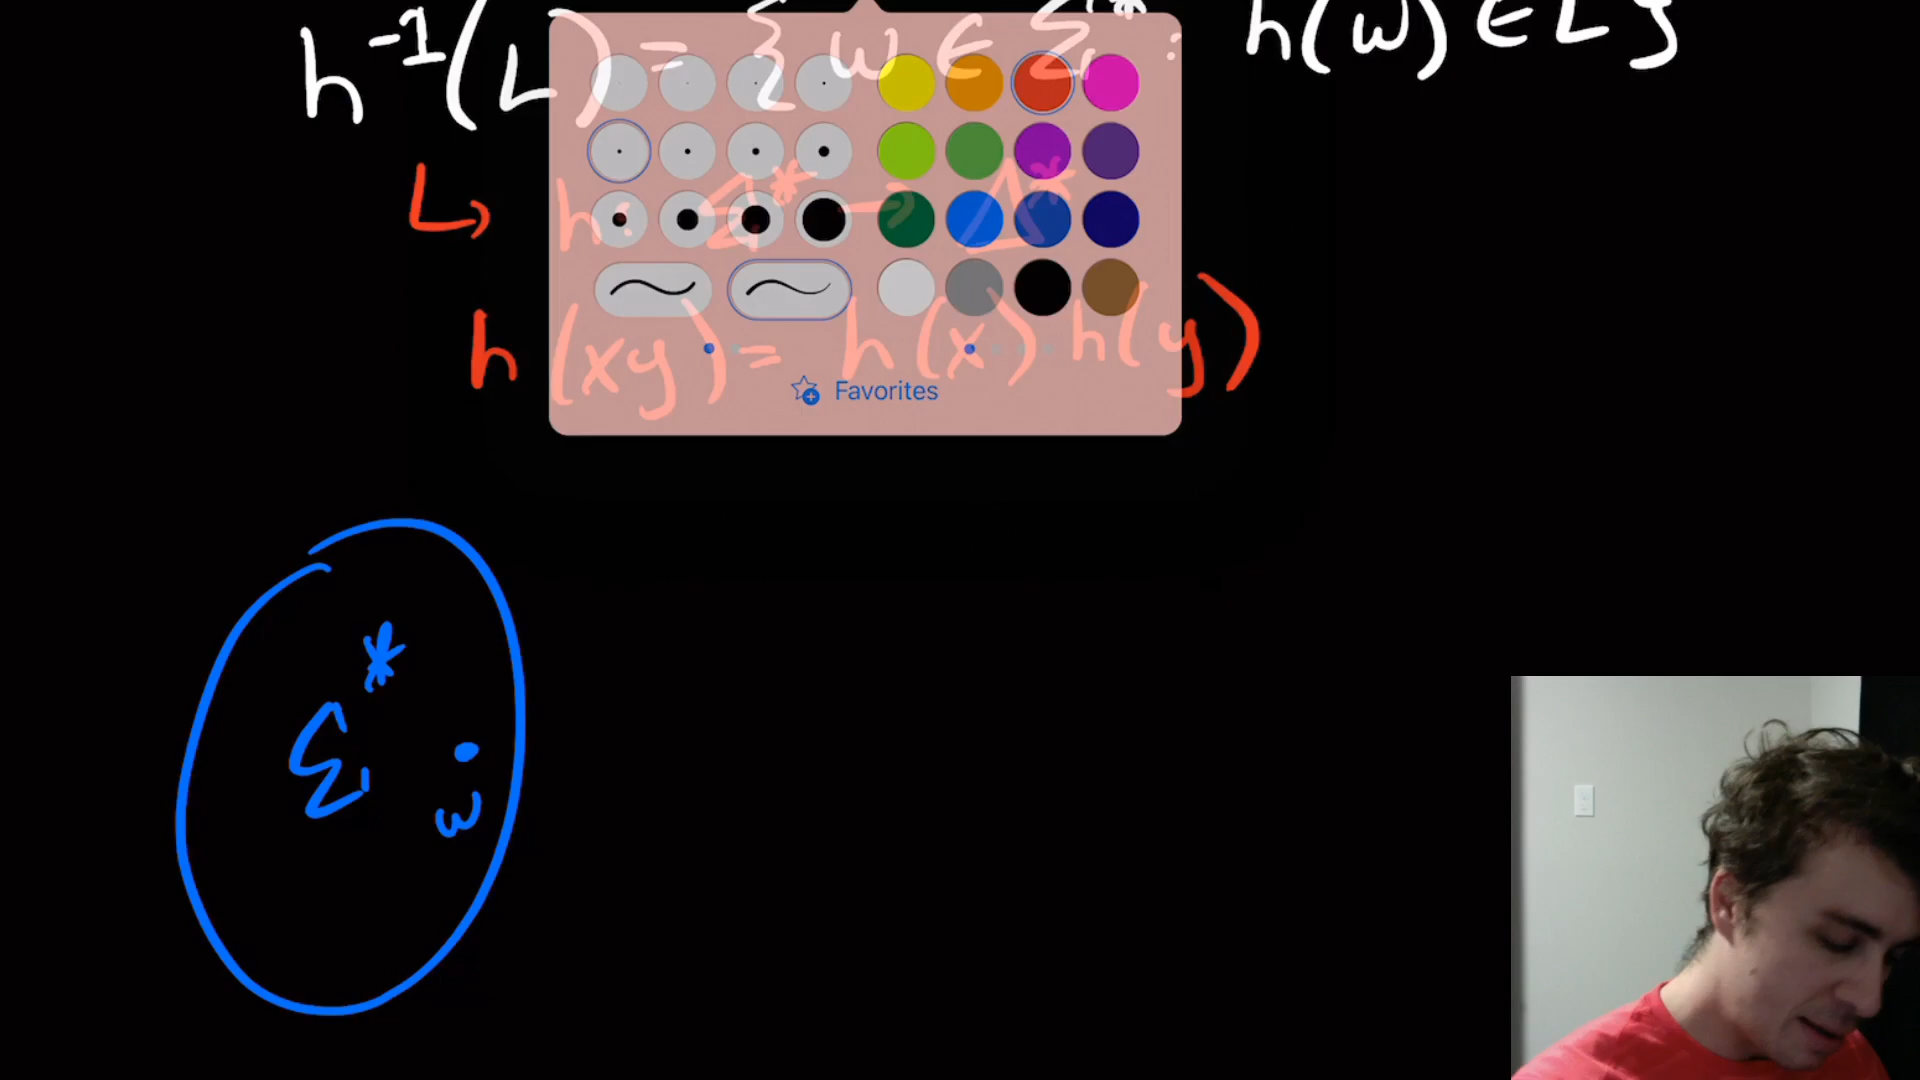 h⁻¹(L) = { w ∈ Σ* : h(w) ∈ L }
↳ h: Σ* → Δ*
h(xy) = h(x) h(y)
Favorites
Σ*
w